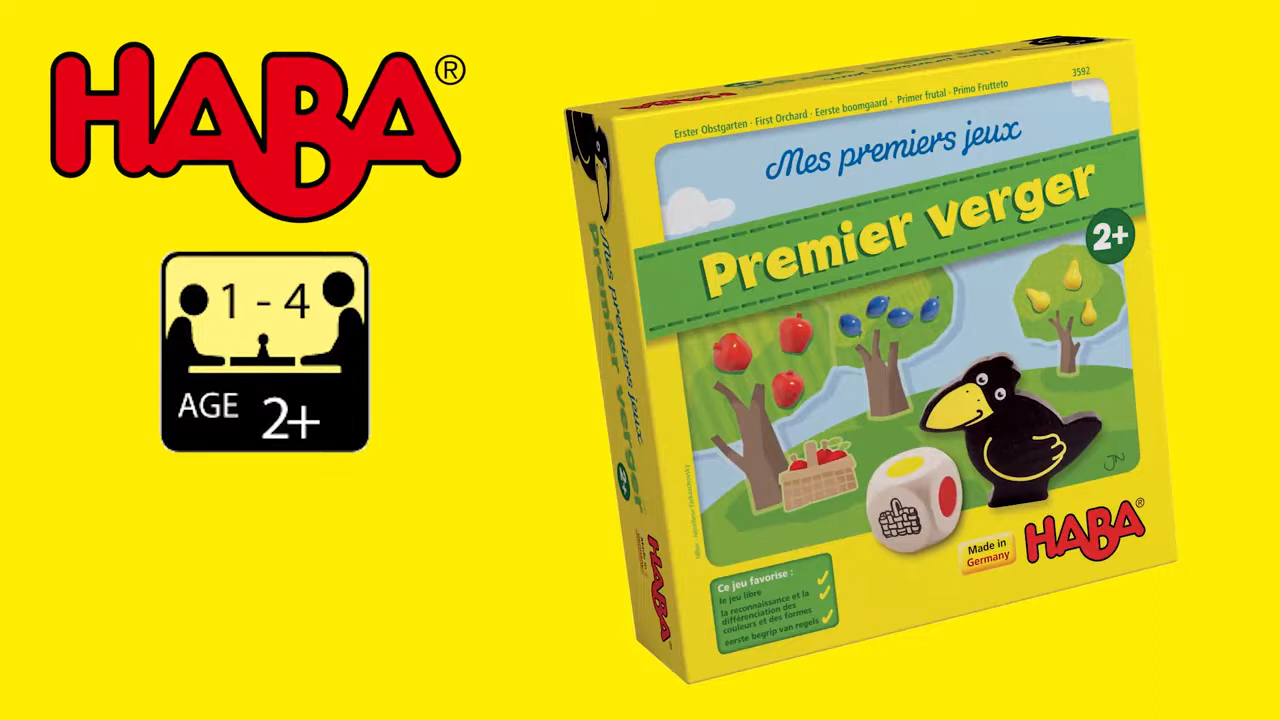 HABA®
1 - 4
AGE 2+
3592
Erster Obstgarten · First Orchard · Eerste boomgaard · Primer frutal · Primo Frutteto
Mes premiers jeux
Premier verger
2+
Mes premiers jeux
premier verger
2+
HABA
JN
Made in
Germany
HABA®
Ce jeu favorise :
le jeu libre
la reconnaissance et la
différenciation des
couleurs et des formes
eerste begrip van regels